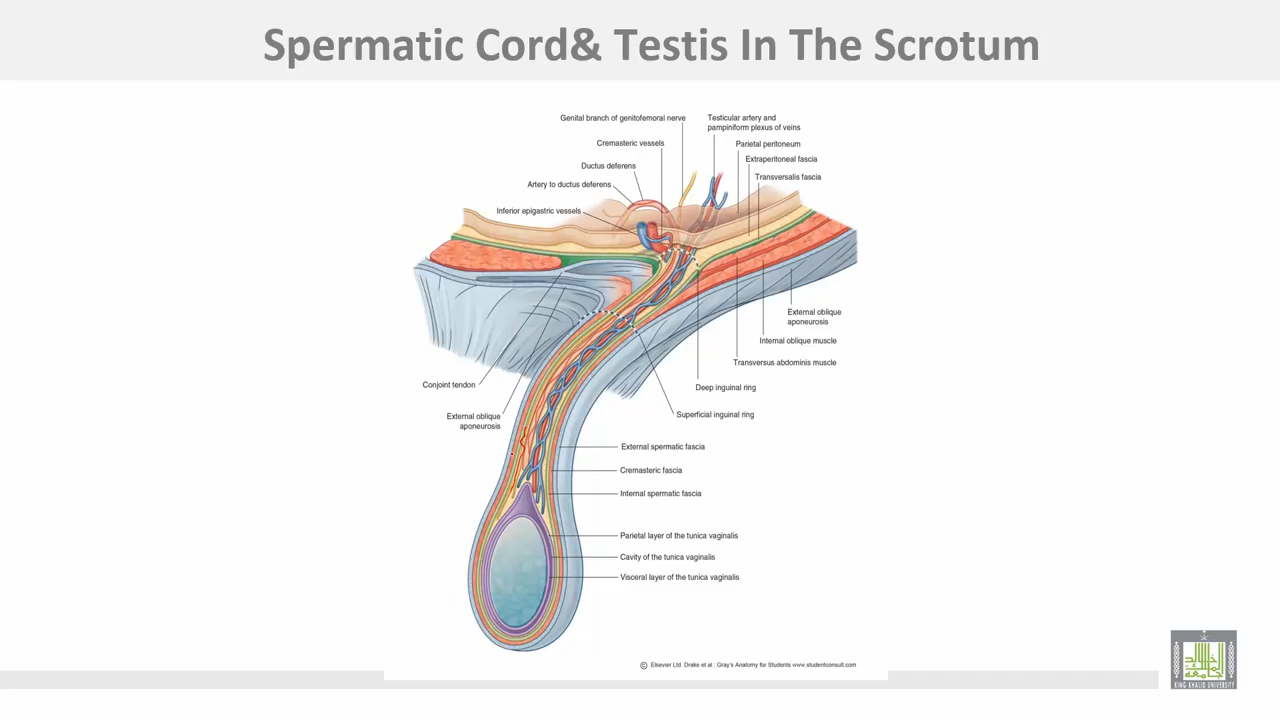 Spermatic Cord& Testis In The Scrotum
Genital branch of genitofemoral nerve
Testicular artery and
pampiniform plexus of veins
Cremasteric vessels
Parietal peritoneum
Extraperitoneal fascia
Ductus deferens
Transversalis fascia
Artery to ductus deferens
Inferior epigastric vessels
External oblique
aponeurosis
Internal oblique muscle
Transversus abdominis muscle
Conjoint tendon
Deep inguinal ring
External oblique
aponeurosis
Superficial inguinal ring
External spermatic fascia
Cremasteric fascia
Internal spermatic fascia
Parietal layer of the tunica vaginalis
Cavity of the tunica vaginalis
Visceral layer of the tunica vaginalis
© Elsevier Ltd. Drake et al : Gray's Anatomy for Students www.studentconsult.com
KING KHALID UNIVERSITY